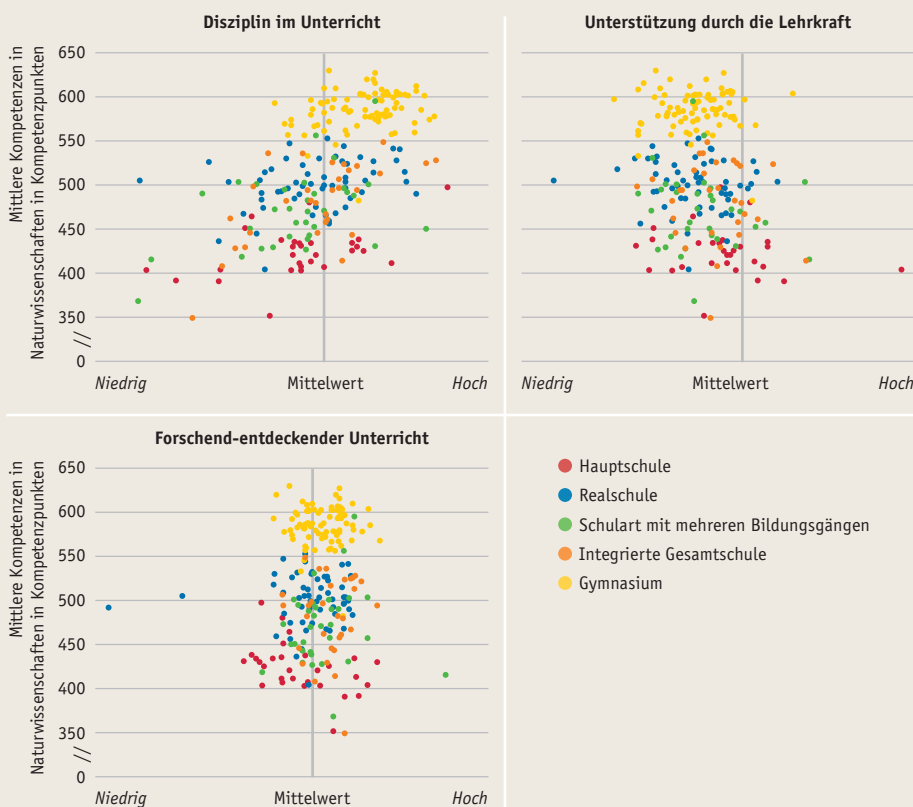 Disziplin im Unterricht
Mittlere Kompetenzen in
Naturwissenschaften in Kompetenzpunkten
650
600
550
500
450
400
350
0
Niedrig
Mittelwert
Hoch
Unterstützung durch die Lehrkraft
Niedrig
Mittelwert
Hoch
Forschend-entdeckender Unterricht
Mittlere Kompetenzen in
Naturwissenschaften in Kompetenzpunkten
650
600
550
500
450
400
350
0
Niedrig
Mittelwert
Hoch
Hauptschule
Realschule
Schulart mit mehreren Bildungsgängen
Integrierte Gesamtschule
Gymnasium